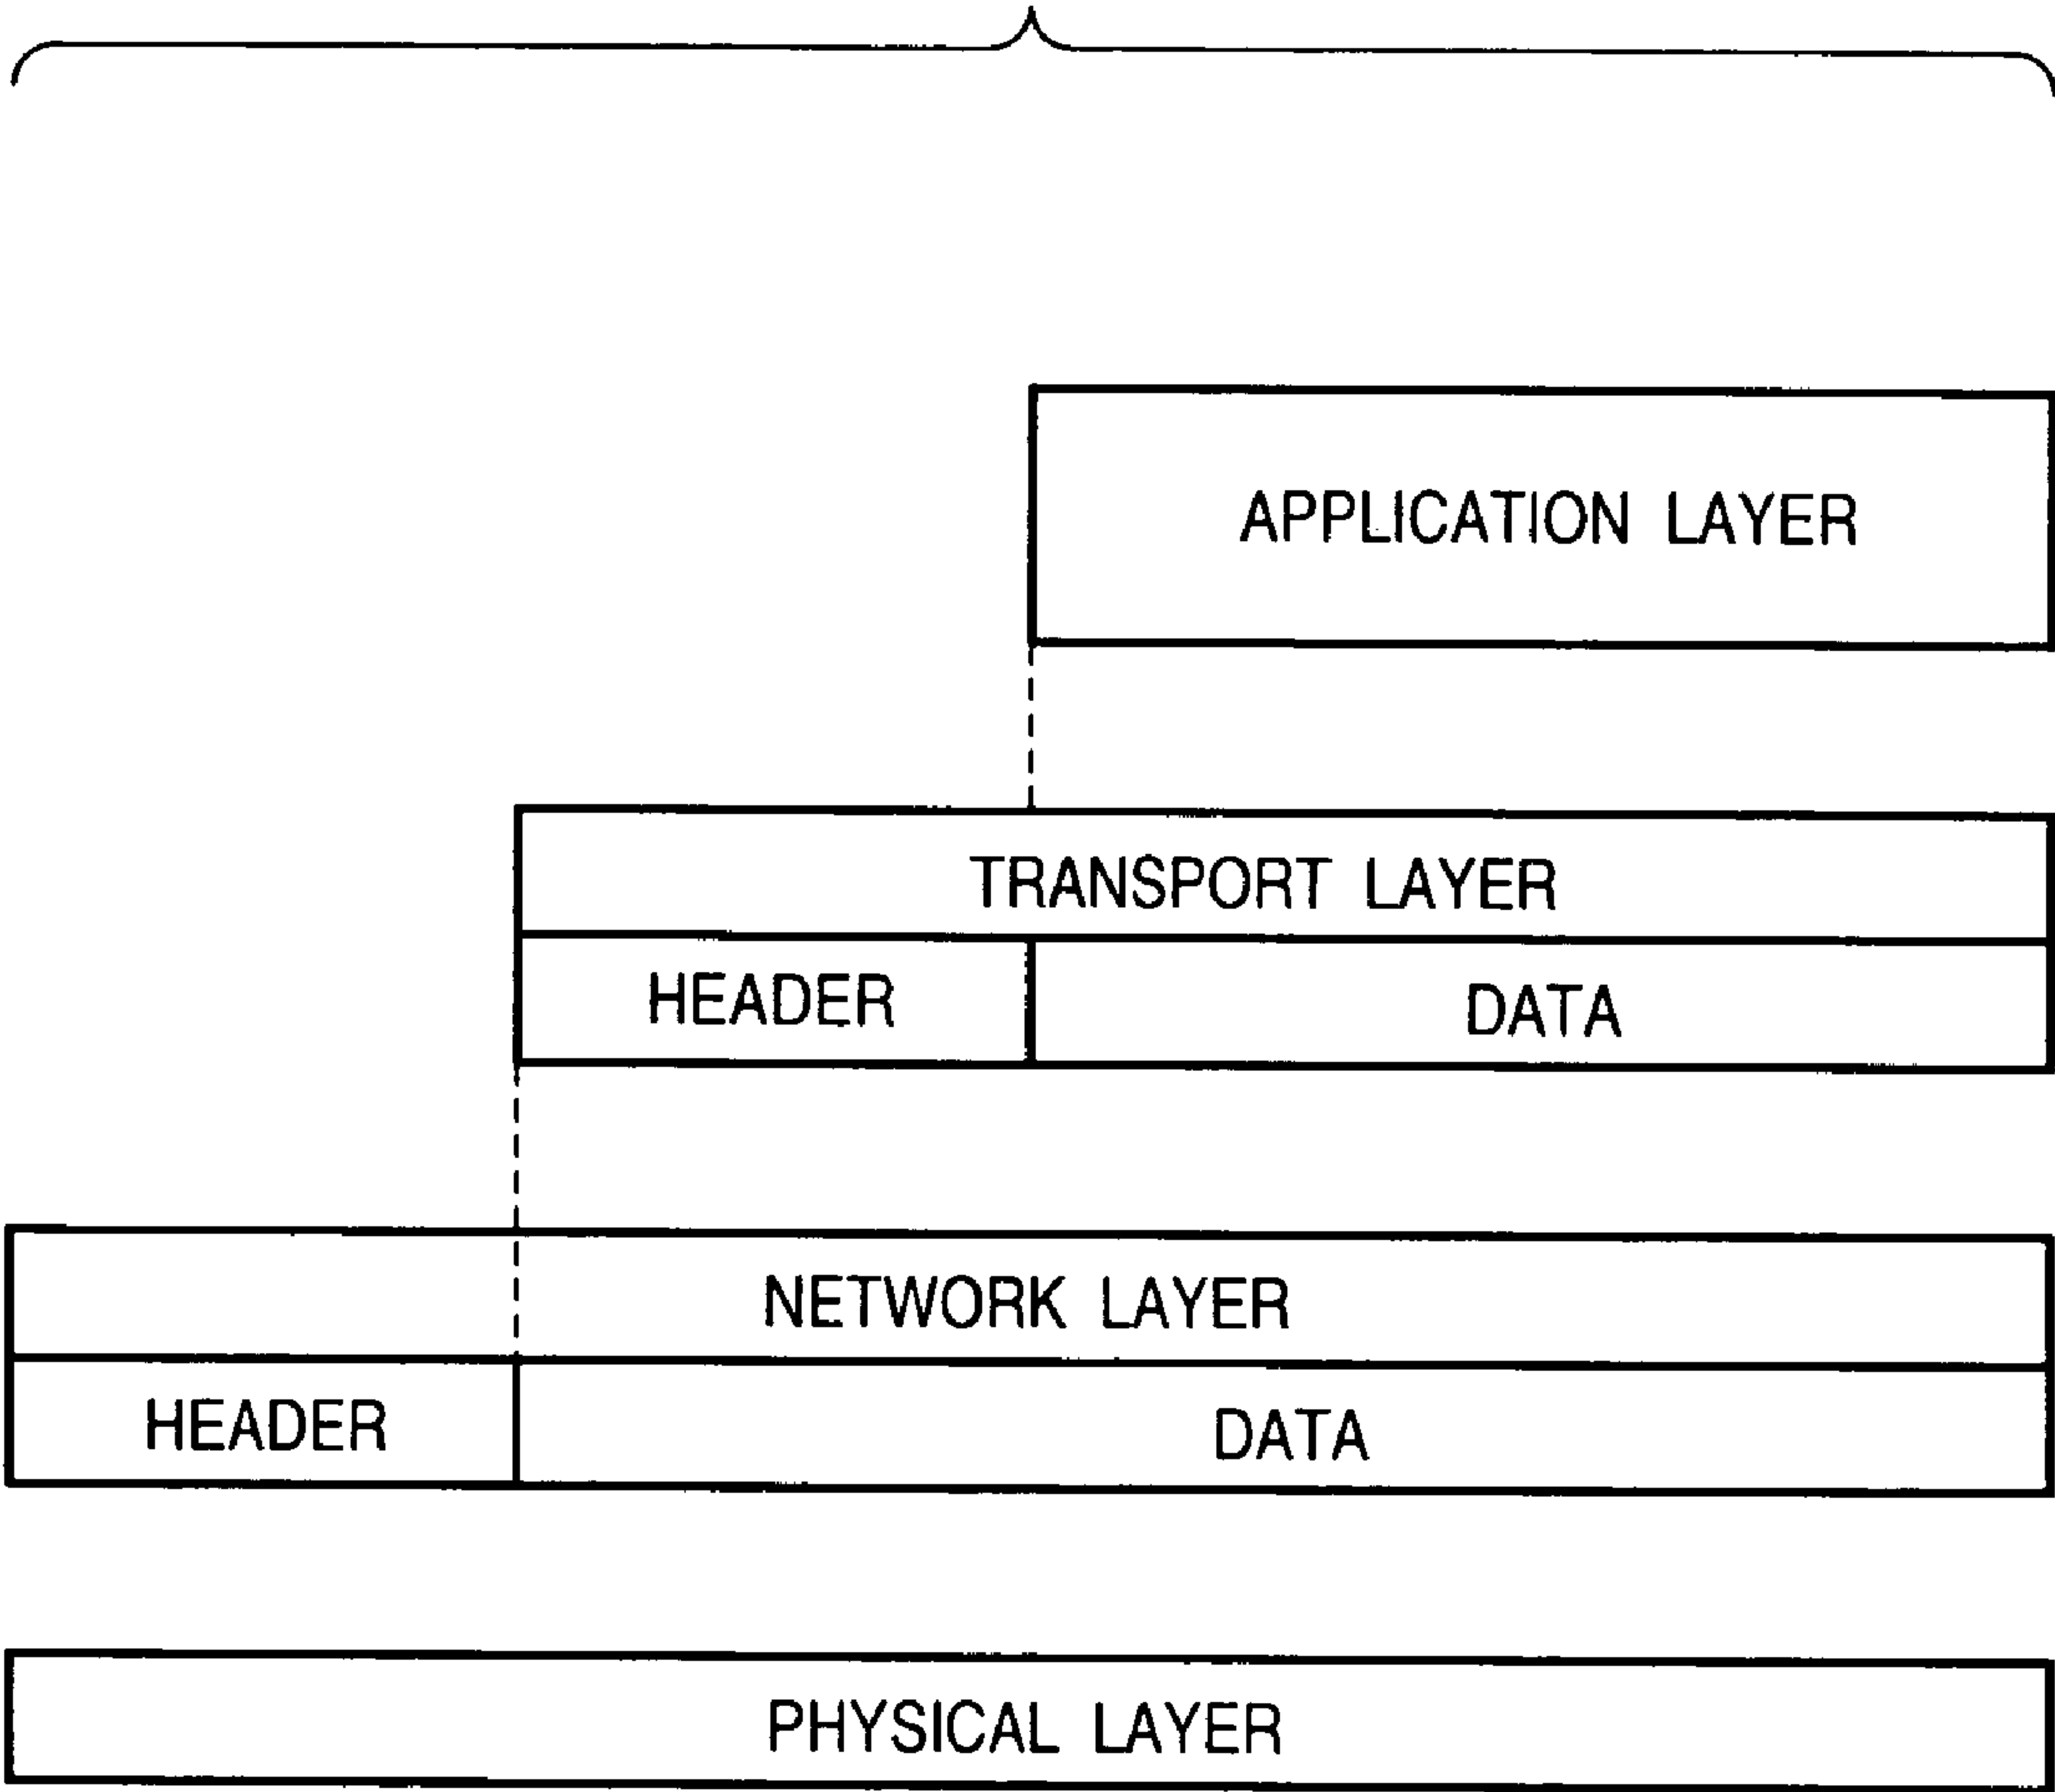 APPLICATION LAYER
TRANSPORT LAYER
HEADER
DATA
NETWORK LAYER
HEADER
DATA
PHYSICAL LAYER